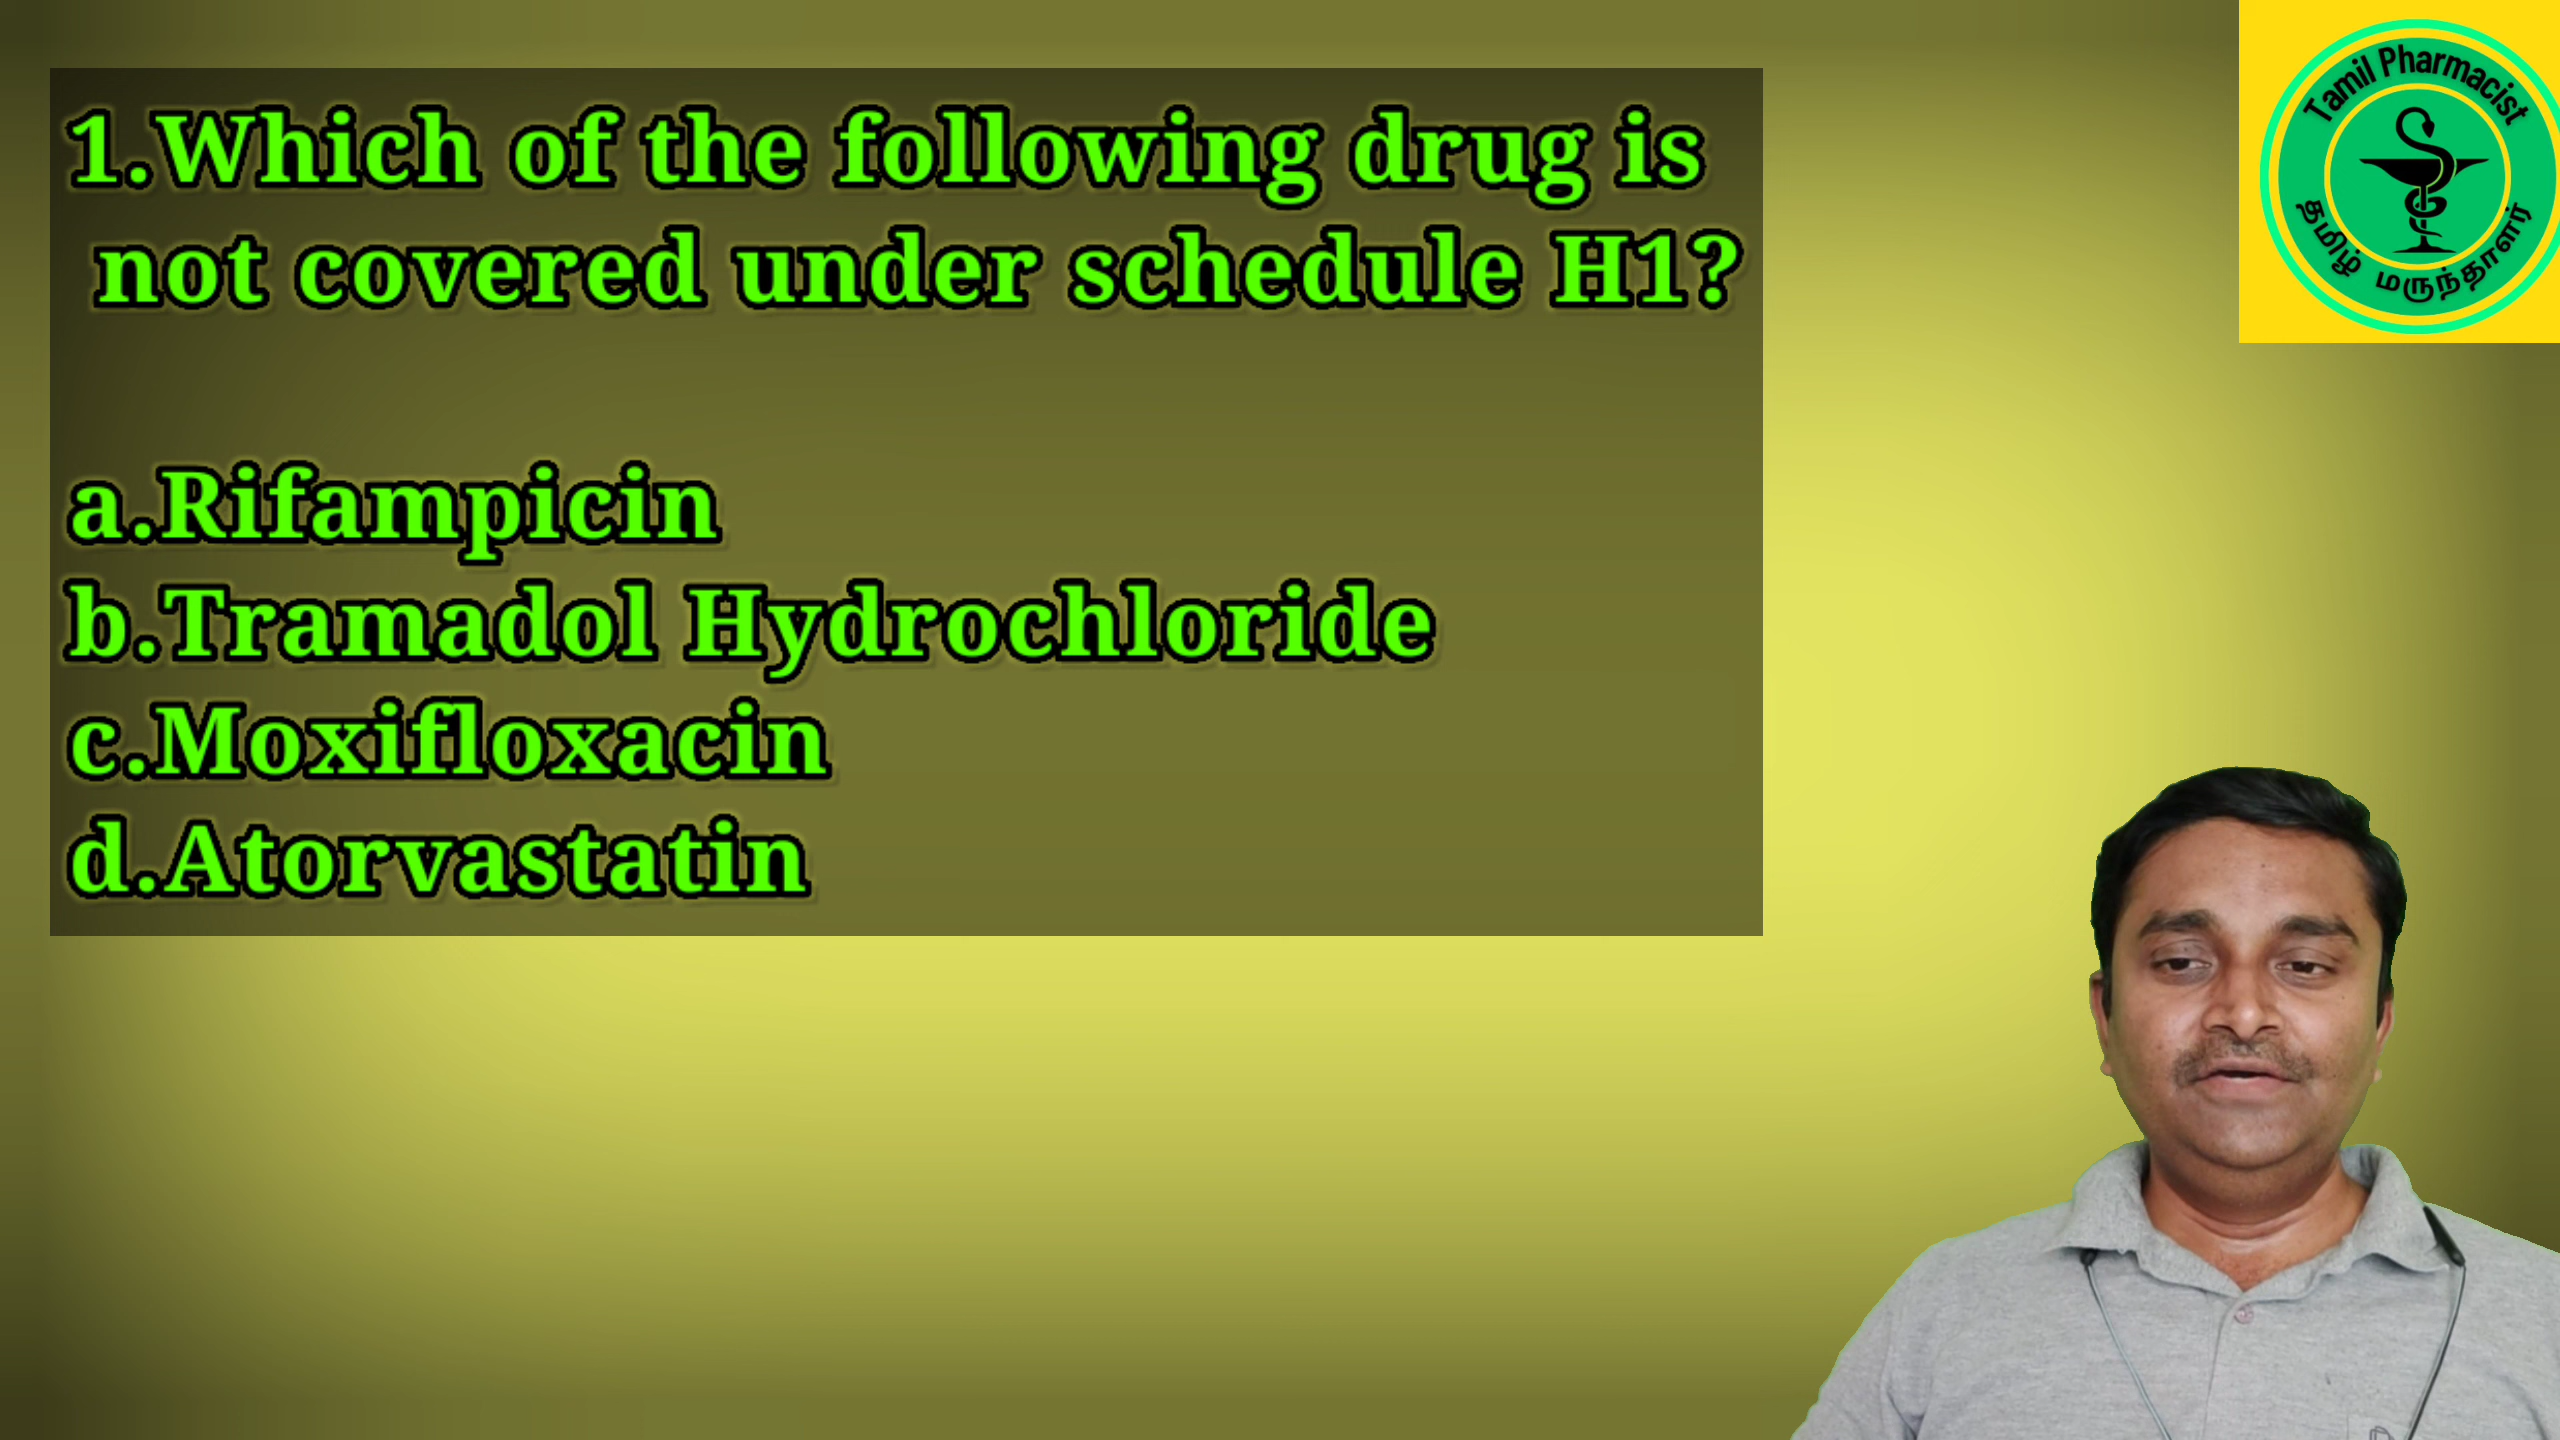 1.Which of the following drug is
not covered under schedule H1?
a.Rifampicin
b.Tramadol Hydrochloride
c.Moxifloxacin
d.Atorvastatin
Tamil Pharmacist
தமிழ் மருந்தாளர்